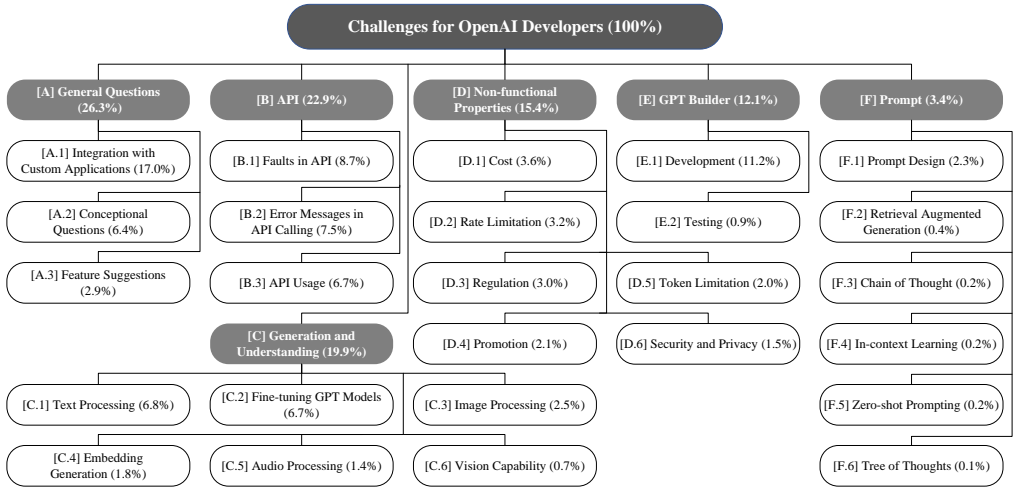 Challenges for OpenAI Developers (100%)
[A] General Questions
(26.3%)
[A.1] Integration with
Custom Applications (17.0%)
[A.2] Conceptional
Questions (6.4%)
[A.3] Feature Suggestions
(2.9%)
[B] API (22.9%)
[B.1] Faults in API (8.7%)
[B.2] Error Messages in
API Calling (7.5%)
[B.3] API Usage (6.7%)
[C] Generation and
Understanding (19.9%)
[C.1] Text Processing (6.8%)
[C.2] Fine-tuning GPT Models
(6.7%)
[C.3] Image Processing (2.5%)
[C.4] Embedding
Generation (1.8%)
[C.5] Audio Processing (1.4%)
[C.6] Vision Capability (0.7%)
[D] Non-functional
Properties (15.4%)
[D.1] Cost (3.6%)
[D.2] Rate Limitation (3.2%)
[D.3] Regulation (3.0%)
[D.4] Promotion (2.1%)
[D.5] Token Limitation (2.0%)
[D.6] Security and Privacy (1.5%)
[E] GPT Builder (12.1%)
[E.1] Development (11.2%)
[E.2] Testing (0.9%)
[F] Prompt (3.4%)
[F.1] Prompt Design (2.3%)
[F.2] Retrieval Augmented
Generation (0.4%)
[F.3] Chain of Thought (0.2%)
[F.4] In-context Learning (0.2%)
[F.5] Zero-shot Prompting (0.2%)
[F.6] Tree of Thoughts (0.1%)